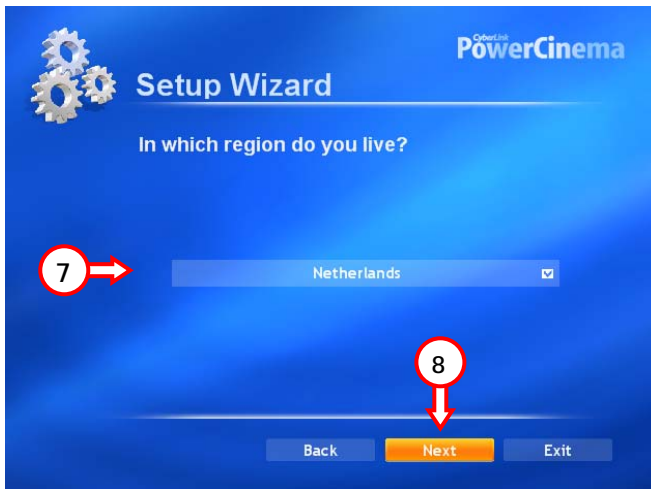 CyberLink
PowerCinema
Setup Wizard
In which region do you live?
7
Netherlands
8
Back
Next
Exit